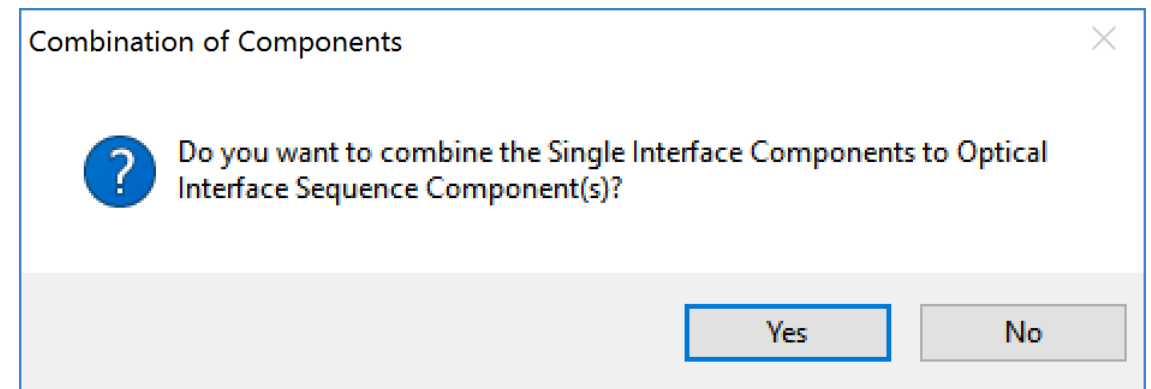 Combination of Components
Do you want to combine the Single Interface Components to Optical
Interface Sequence Component(s)?
Yes No